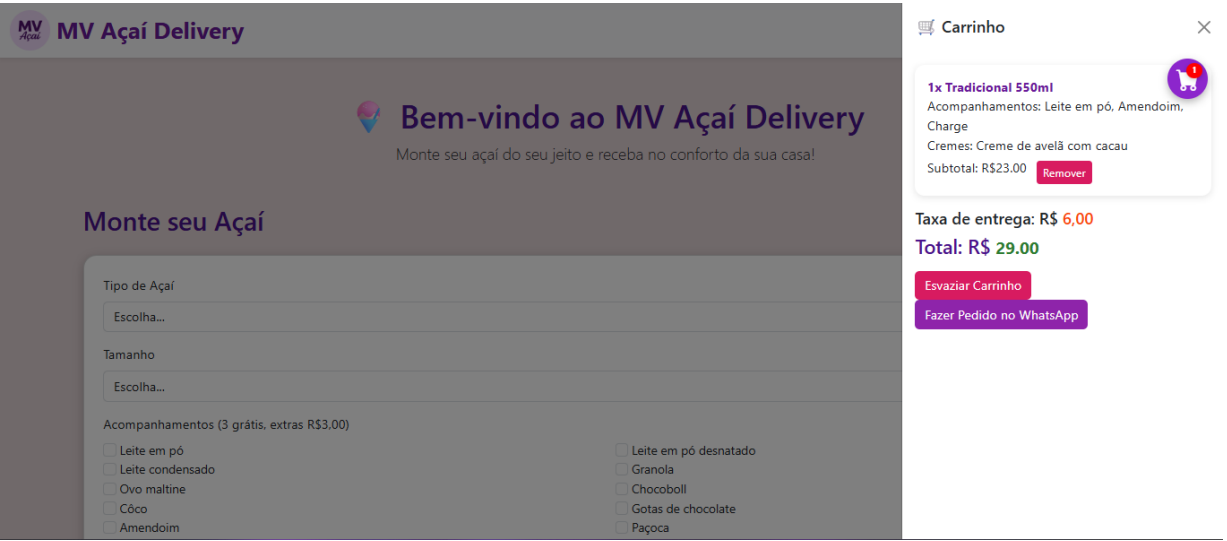 MV
Açaí
MV Açaí Delivery
Bem-vindo ao MV Açaí Delivery
Monte seu açaí do seu jeito e receba no conforto da sua casa!
Monte seu Açaí
Tipo de Açaí
Escolha...
Tamanho
Escolha...
Acompanhamentos (3 grátis, extras R$3,00)
Leite em pó
Leite em pó desnatado
Leite condensado
Granola
Ovo maltine
Chocoboll
Côco
Gotas de chocolate
Amendoim
Paçoca
Carrinho
1
1x Tradicional 550ml
Acompanhamentos: Leite em pó, Amendoim,
Charge
Cremes: Creme de avelã com cacau
Subtotal: R$23.00 Remover
Taxa de entrega: R$ 6,00
Total: R$ 29.00
Esvaziar Carrinho
Fazer Pedido no WhatsApp